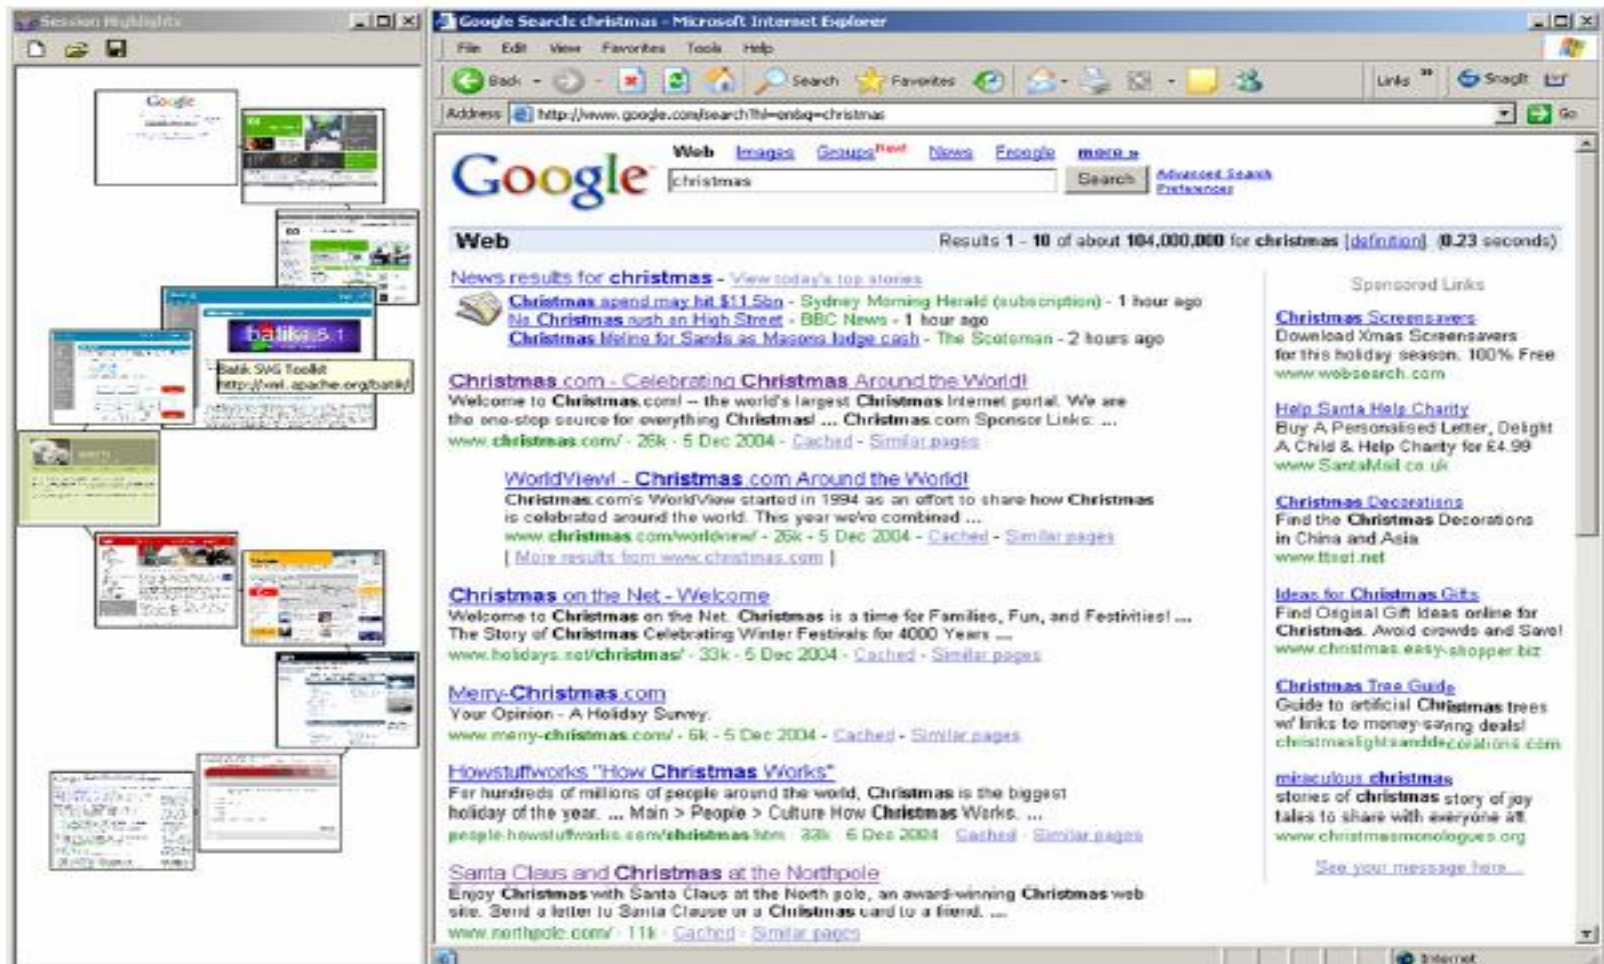 Session Highlights
Google
batik 5.1
Batik SVG Toolkit
http://xml.apache.org/batik/
Google Search: christmas - Microsoft Internet Explorer
File Edit View Favorites Tools Help
Back Search Favorites Links » SnagIt
Address http://www.google.com/search?hl=en&q=christmas Go
Web Images Groups New! News Froogle more »
Google
christmas Search Advanced Search
Preferences
Web Results 1 - 10 of about 104,000,000 for christmas [definition]. (0.23 seconds)
News results for christmas - View today's top stories
Christmas spend may hit $11.5bn - Sydney Morning Herald (subscription) - 1 hour ago
No Christmas rush on High Street - BBC News - 1 hour ago
Christmas lifeline for Sands as Masons lodge cash - The Scotsman - 2 hours ago
Christmas.com - Celebrating Christmas Around the World!
Welcome to Christmas.com! -- the world's largest Christmas Internet portal. We are
the one-stop source for everything Christmas! ... Christmas.com Sponsor Links: ...
www.christmas.com/ - 26k - 5 Dec 2004 - Cached - Similar pages
WorldView! - Christmas.com Around the World!
Christmas.com's WorldView started in 1994 as an effort to share how Christmas
is celebrated around the world. This year we've combined ...
www.christmas.com/worldview/ - 26k - 5 Dec 2004 - Cached - Similar pages
[ More results from www.christmas.com ]
Christmas on the Net - Welcome
Welcome to Christmas on the Net. Christmas is a time for Families, Fun, and Festivities! ...
The Story of Christmas Celebrating Winter Festivals for 4000 Years ...
www.holidays.net/christmas/ - 33k - 5 Dec 2004 - Cached - Similar pages
Merry-Christmas.com
Your Opinion - A Holiday Survey.
www.merry-christmas.com/ - 6k - 5 Dec 2004 - Cached - Similar pages
Howstuffworks "How Christmas Works"
For hundreds of millions of people around the world, Christmas is the biggest
holiday of the year. ... Main > People > Culture How Christmas Works. ...
people.howstuffworks.com/christmas.htm - 33k - 6 Dec 2004 - Cached - Similar pages
Santa Claus and Christmas at the Northpole
Enjoy Christmas with Santa Claus at the North pole, an award-winning Christmas web
site. Send a letter to Santa Clause or a Christmas card to a friend. ...
www.northpole.com/ - 11k - Cached - Similar pages
Sponsored Links
Christmas Screensavers
Download Xmas Screensavers
for this holiday season. 100% Free
www.websearch.com
Help Santa Help Charity
Buy A Personalised Letter, Delight
A Child & Help Charity for £4.99
www.SantaMail.co.uk
Christmas Decorations
Find the Christmas Decorations
in China and Asia
www.ttnet.net
Ideas for Christmas Gifts
Find Original Gift Ideas online for
Christmas. Avoid crowds and Save!
www.christmas.easy-shopper.biz
Christmas Tree Guide
Guide to artificial Christmas trees
w/ links to money-saving deals!
christmaslightsanddecorations.com
miraculous christmas
stories of christmas story of joy
tales to share with everyone att.
www.christmasmonologues.org
See your message here...
Internet